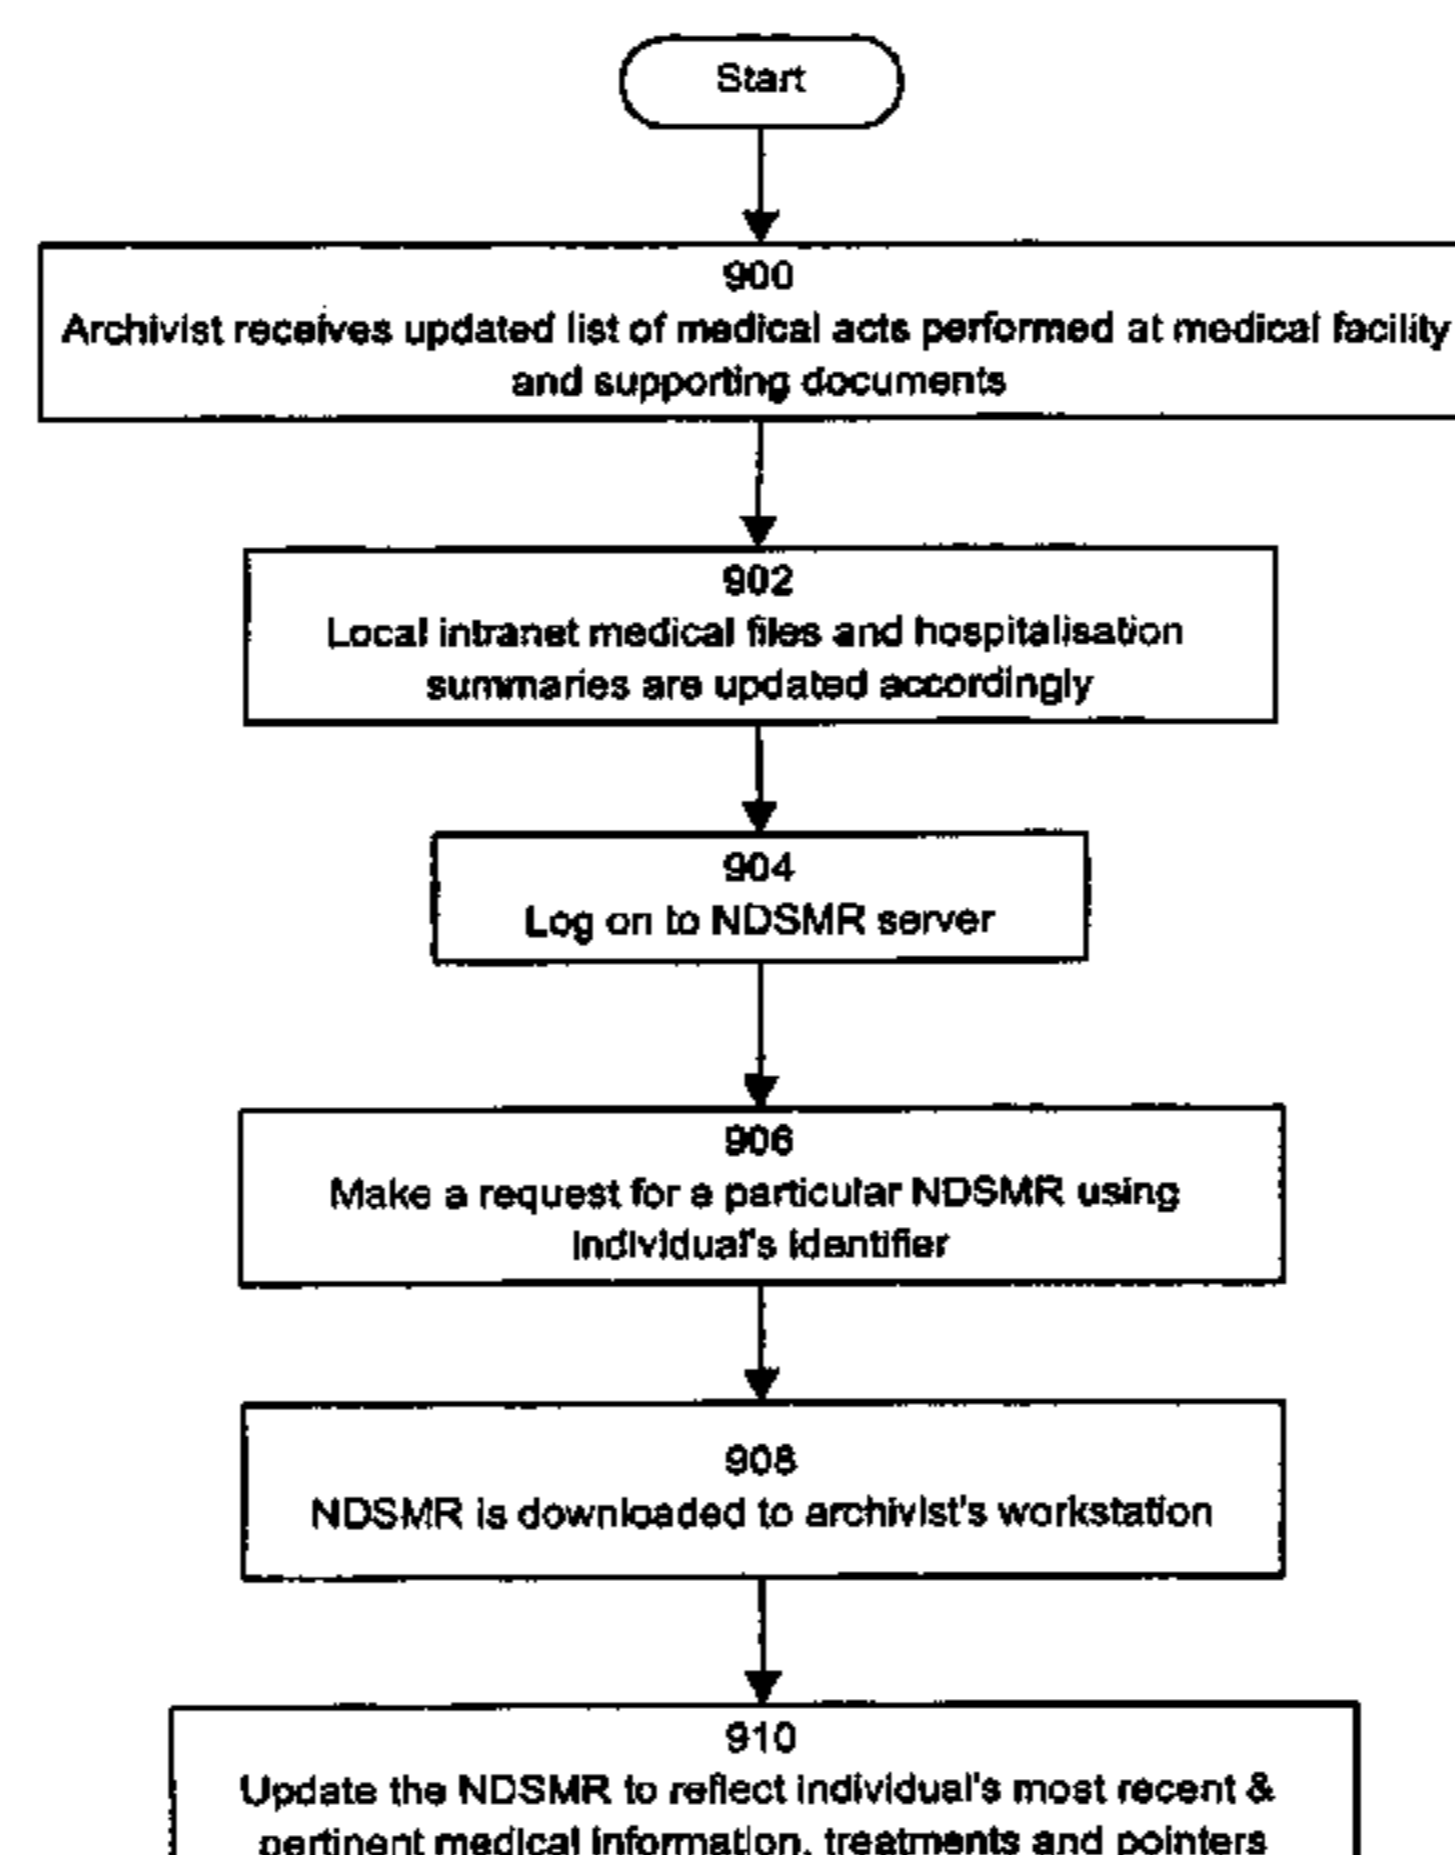 Start
900
Archivist receives updated list of medical acts performed at medical facility
and supporting documents
902
Local intranet medical files and hospitalisation
summaries are updated accordingly
904
Log on to NDSMR server
906
Make a request for a particular NDSMR using
individual's identifier
908
NDSMR is downloaded to archivist's workstation
910
Update the NDSMR to reflect individual's most recent &
pertinent medical information, treatments and pointers